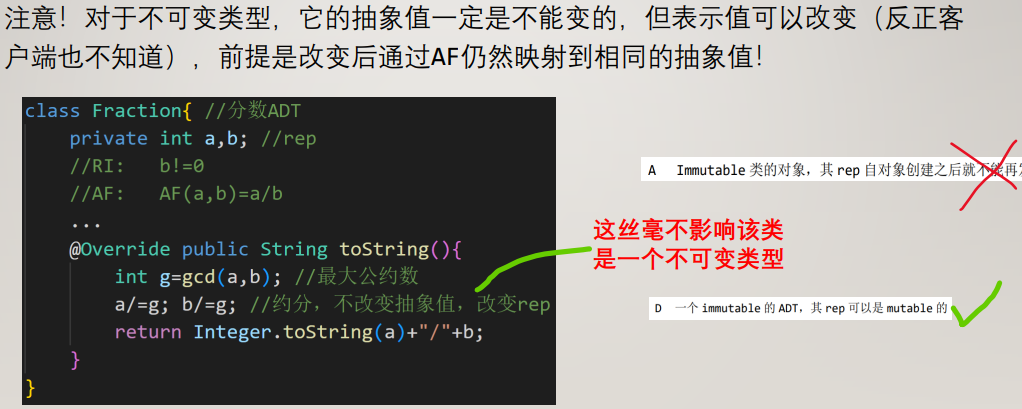 注意！对于不可变类型，它的抽象值一定是不能变的，但表示值可以改变（反正客
户端也不知道），前提是改变后通过AF仍然映射到相同的抽象值！
class Fraction{ //分数ADT
    private int a,b; //rep
    //RI:   b!=0
    //AF:   AF(a,b)=a/b
    ...
    @Override public String toString(){
        int g=gcd(a,b); //最大公约数
        a/=g; b/=g; //约分，不改变抽象值，改变rep
        return Integer.toString(a)+"/"+b;
    }
}
这丝毫不影响该类
是一个不可变类型
A Immutable 类的对象，其 rep 自对象创建之后就不能再
D 一个 immutable 的 ADT，其 rep 可以是 mutable 的